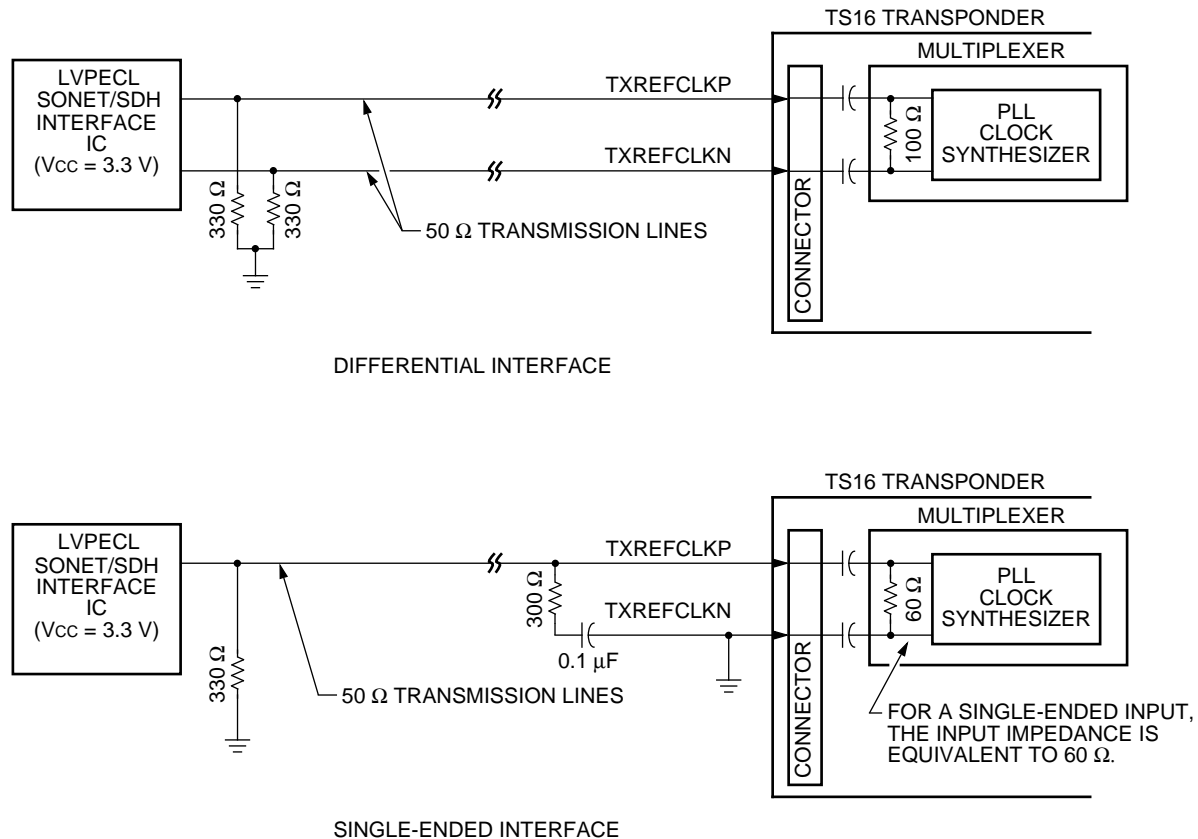 TS16 TRANSPONDER
MULTIPLEXER
LVPECL
SONET/SDH
INTERFACE
IC
(VCC = 3.3 V)
TXREFCLKP
TXREFCLKN
330 Ω
330 Ω
50 Ω TRANSMISSION LINES
CONNECTOR
100 Ω
PLL
CLOCK
SYNTHESIZER
DIFFERENTIAL INTERFACE
TS16 TRANSPONDER
MULTIPLEXER
LVPECL
SONET/SDH
INTERFACE
IC
(VCC = 3.3 V)
TXREFCLKP
300 Ω
TXREFCLKN
0.1 μF
330 Ω
50 Ω TRANSMISSION LINES
CONNECTOR
60 Ω
PLL
CLOCK
SYNTHESIZER
FOR A SINGLE-ENDED INPUT,
THE INPUT IMPEDANCE IS
EQUIVALENT TO 60 Ω.
SINGLE-ENDED INTERFACE